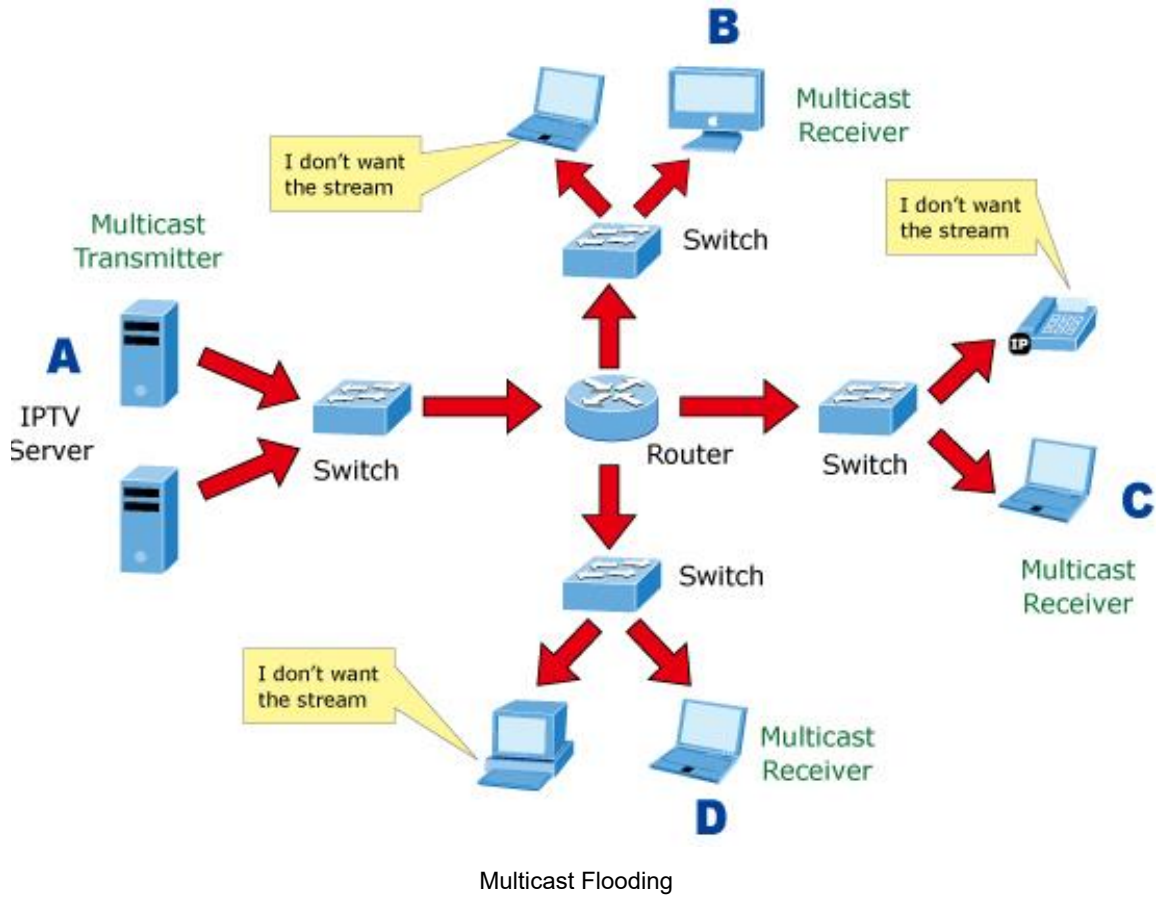 B
Multicast
Receiver
I don't want
the stream
Switch
I don't want
the stream
Multicast
Transmitter
A
IPTV
Server
IP
Switch
Router
Switch
C
Multicast
Receiver
Switch
I don't want
the stream
Multicast
Receiver
D
Multicast Flooding